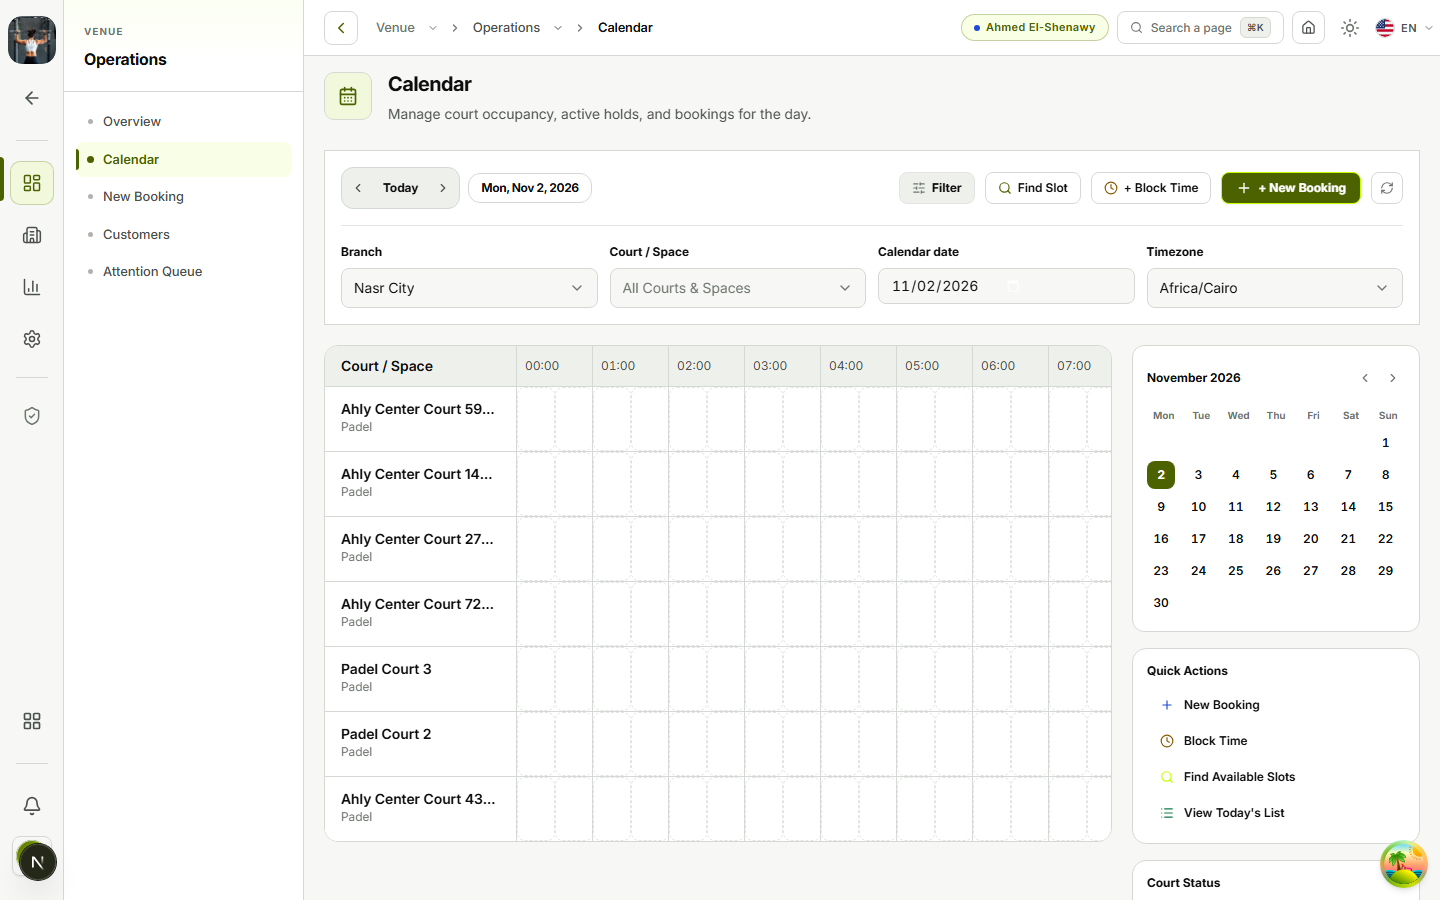 VENUE
Operations
Overview
Calendar
New Booking
Customers
Attention Queue
N
Venue
Operations
Calendar
Ahmed El-Shenawy
Search a page
⌘K
EN
Calendar
Manage court occupancy, active holds, and bookings for the day.
Today
Mon, Nov 2, 2026
Filter
Find Slot
+ Block Time
+ New Booking
Branch
Court / Space
Calendar date
Timezone
Nasr City
All Courts & Spaces
11/02/2026
Africa/Cairo
Court / Space
00:00
01:00
02:00
03:00
04:00
05:00
06:00
07:00
Ahly Center Court 59...
Padel
Ahly Center Court 14...
Padel
Ahly Center Court 27...
Padel
Ahly Center Court 72...
Padel
Padel Court 3
Padel
Padel Court 2
Padel
Ahly Center Court 43...
Padel
November 2026
Mon Tue Wed Thu Fri Sat Sun
1
2 3 4 5 6 7 8
9 10 11 12 13 14 15
16 17 18 19 20 21 22
23 24 25 26 27 28 29
30
Quick Actions
New Booking
Block Time
Find Available Slots
View Today's List
Court Status